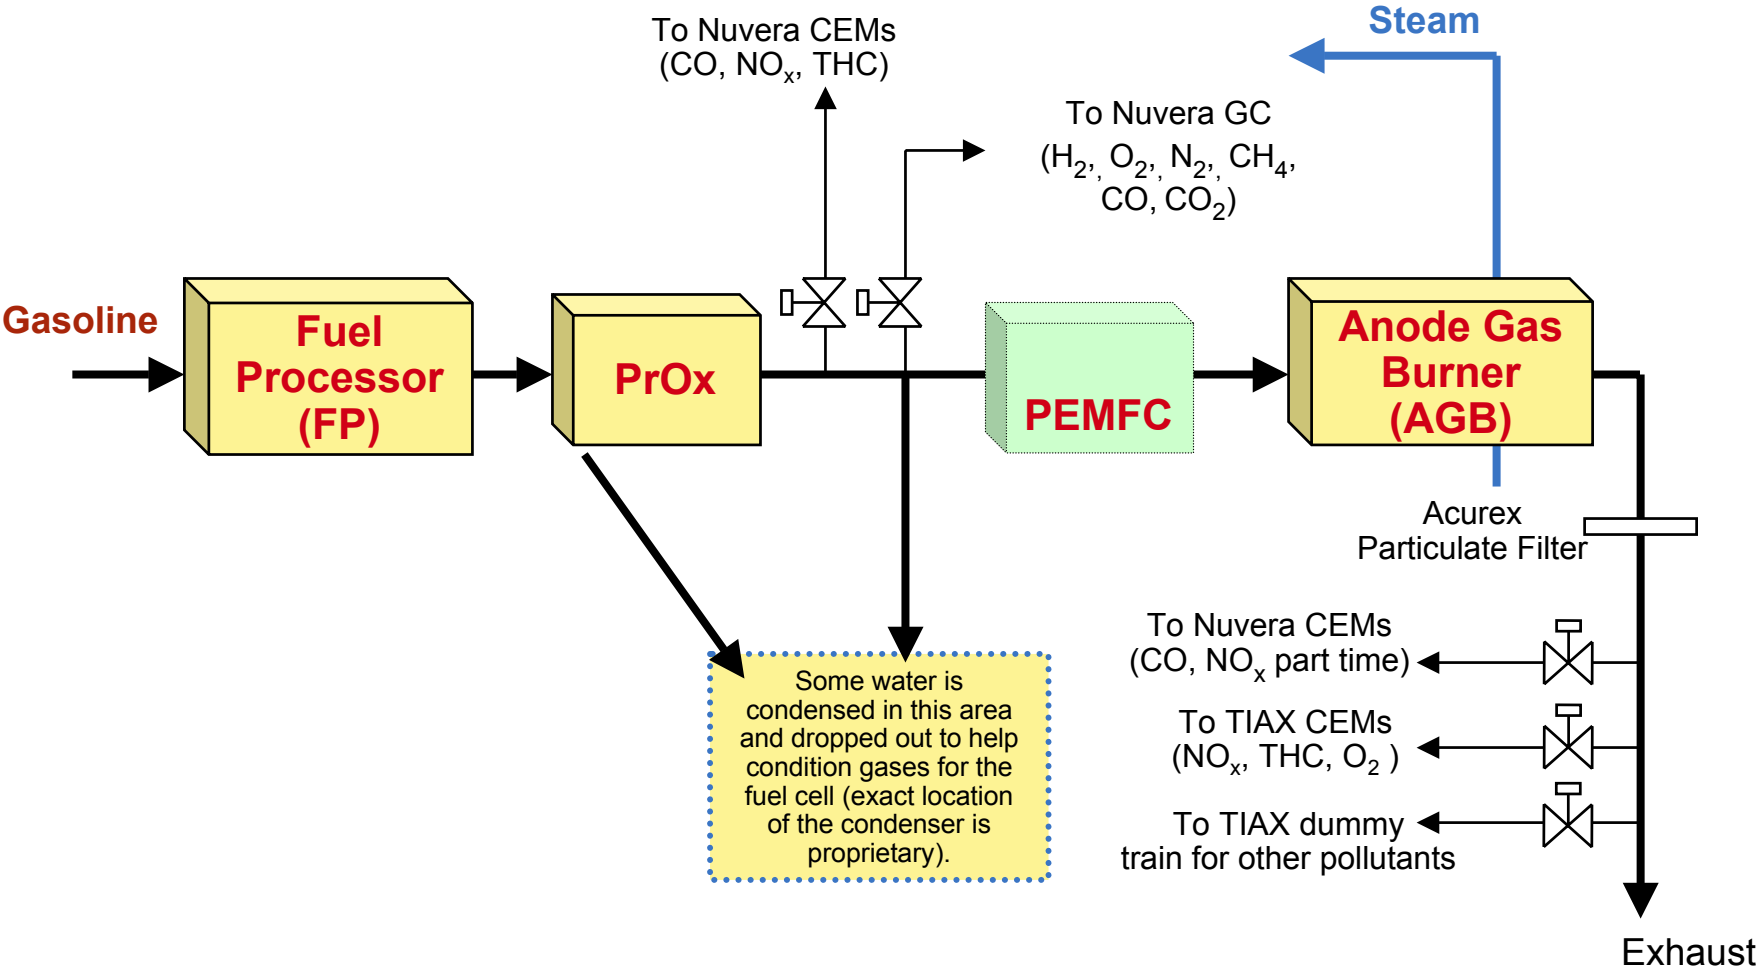 To Nuvera CEMs
(CO, NOx, THC)
Steam
To Nuvera GC
(H2, O2, N2, CH4,
CO, CO2)
Gasoline
Fuel
Processor
(FP)
PrOx
PEMFC
Anode Gas
Burner
(AGB)
Acurex
Particulate Filter
To Nuvera CEMs
(CO, NOx part time)
To TIAX CEMs
(NOx, THC, O2 )
To TIAX dummy
train for other pollutants
Some water is
condensed in this area
and dropped out to help
condition gases for the
fuel cell (exact location
of the condenser is
proprietary).
Exhaust